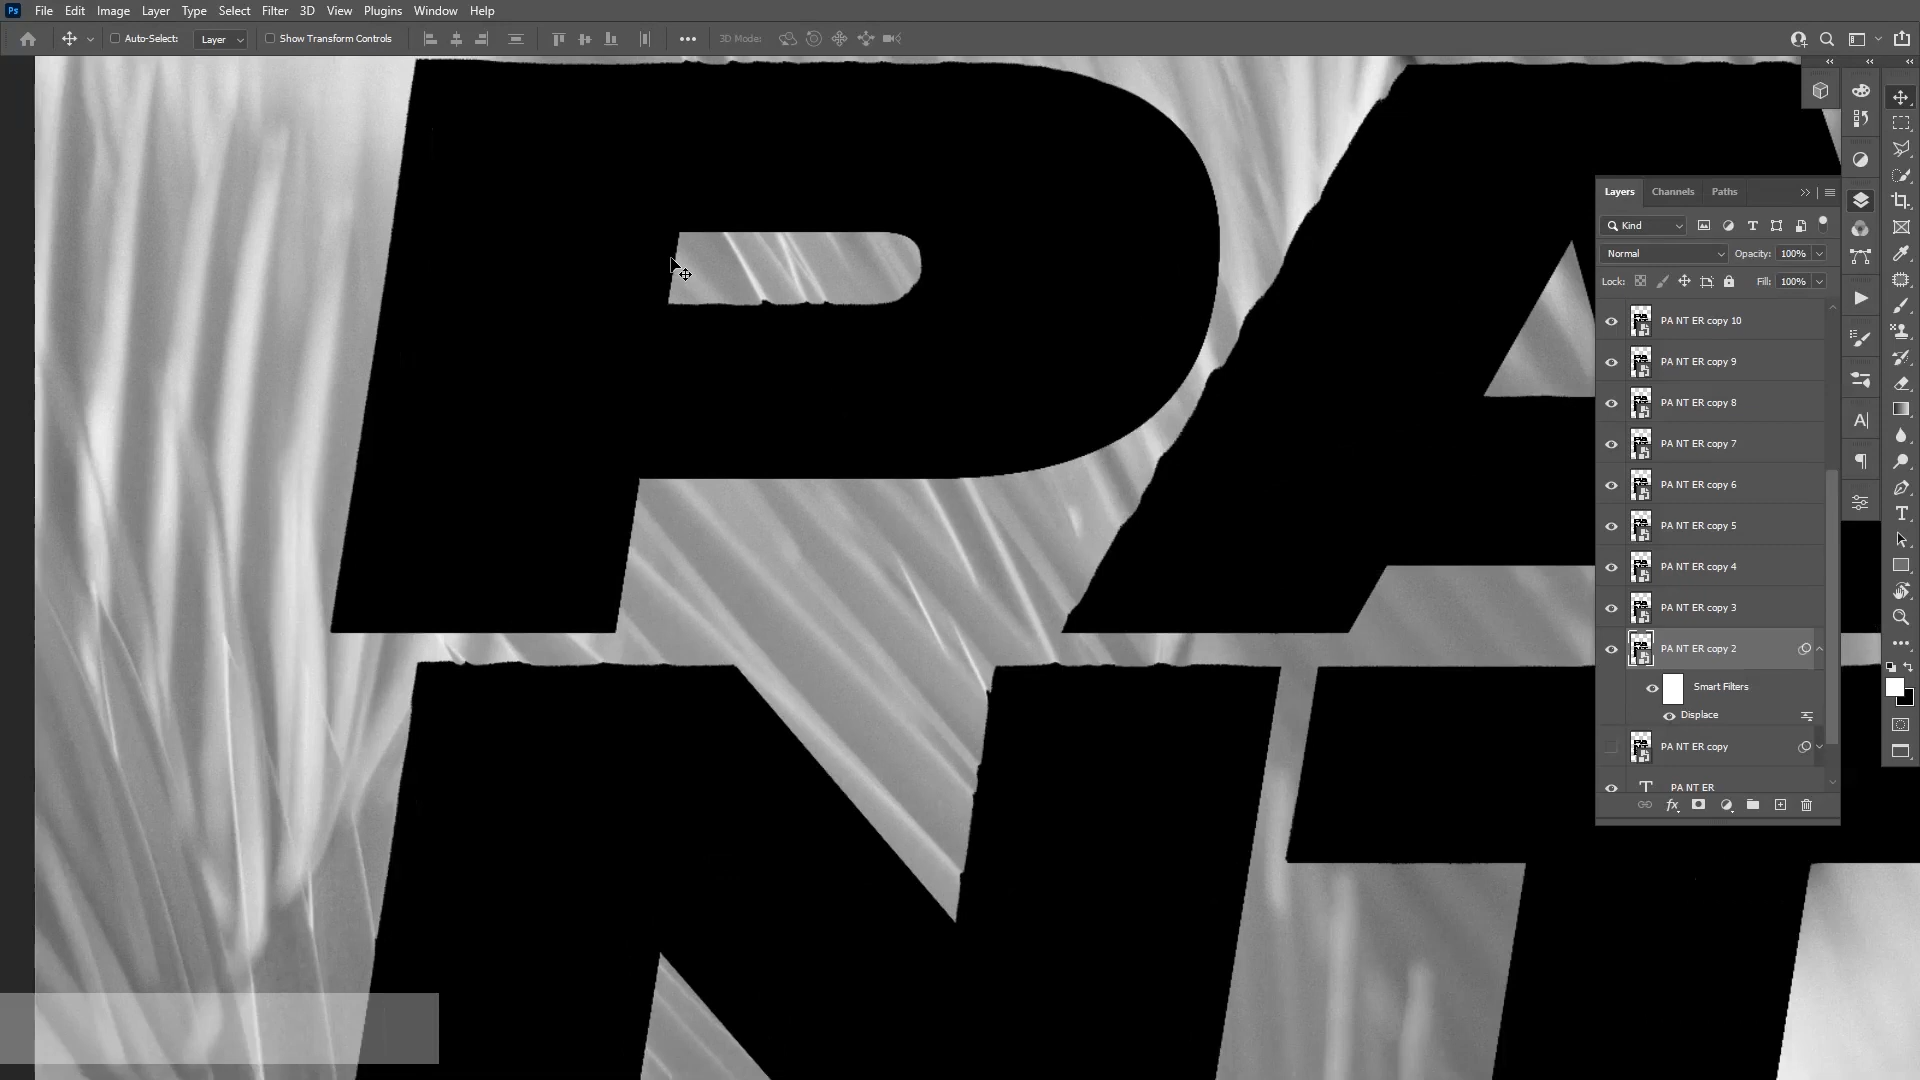 Ps File Edit Image Layer Type Select Filter 3D View Plugins Window Help
Auto-Select: Layer Show Transform Controls 3D Mode:
PA
NT
Layers Channels Paths
Kind
Normal Opacity: 100%
Lock: Fill: 100%
PA NT ER copy 10
PA NT ER copy 9
PA NT ER copy 8
PA NT ER copy 7
PA NT ER copy 6
PA NT ER copy 5
PA NT ER copy 4
PA NT ER copy 3
PA NT ER copy 2
Smart Filters
Displace
PA NT ER copy
PA NT ER